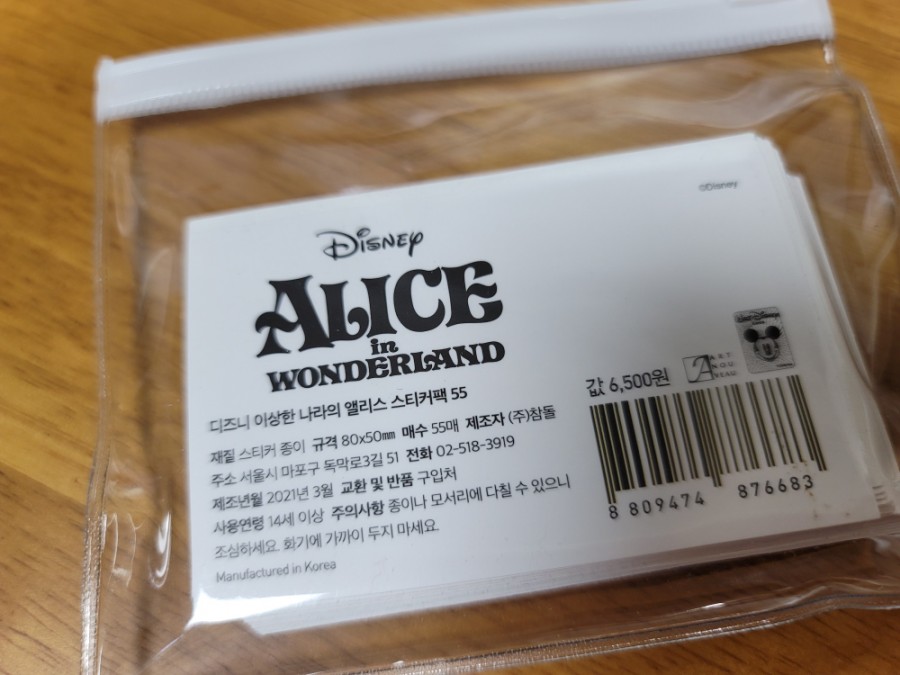 ©Disney
Disney
ALICE
in
WONDERLAND
디즈니 이상한 나라의 앨리스 스티커팩 55
재질 스티커 종이 규격 80x50mm 매수 55매 제조자 (주)참돌
주소 서울시 마포구 독막로3길 51 전화 02-518-3919
제조년월 2021년 3월 교환 및 반품 구입처
사용연령 14세 이상 주의사항 종이나 모서리에 다칠 수 있으니
조심하세요. 화기에 가까이 두지 마세요.
Manufactured in Korea
값 6,500원
ART
NOU
VEAU
Walt Disney
8 809474 876683